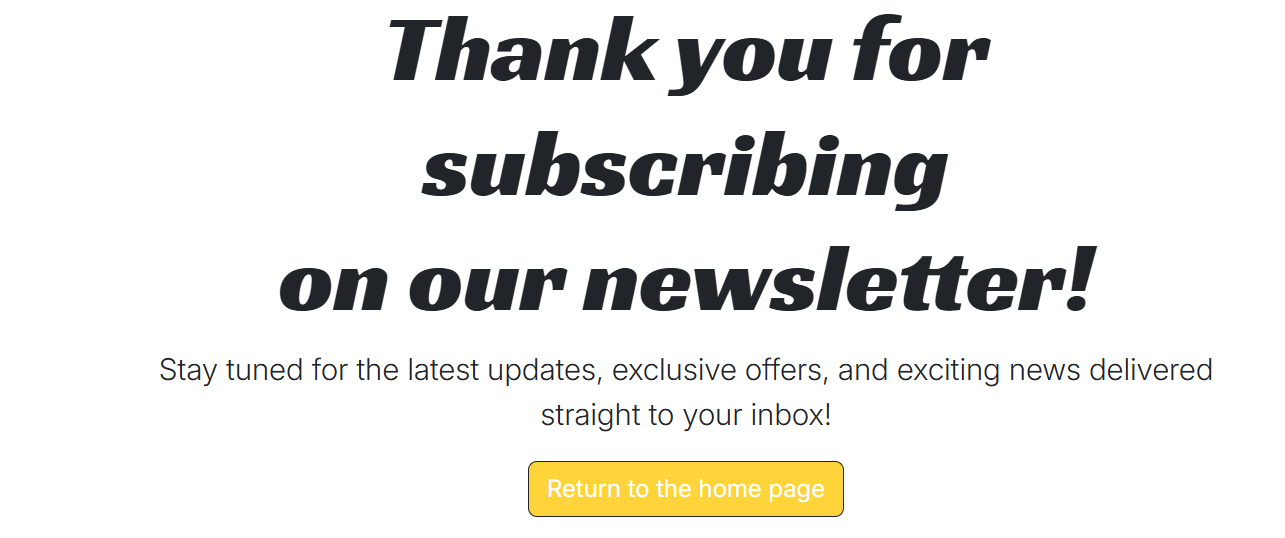 Thank you for
subscribing
on our newsletter!
Stay tuned for the latest updates, exclusive offers, and exciting news delivered
straight to your inbox!
Return to the home page